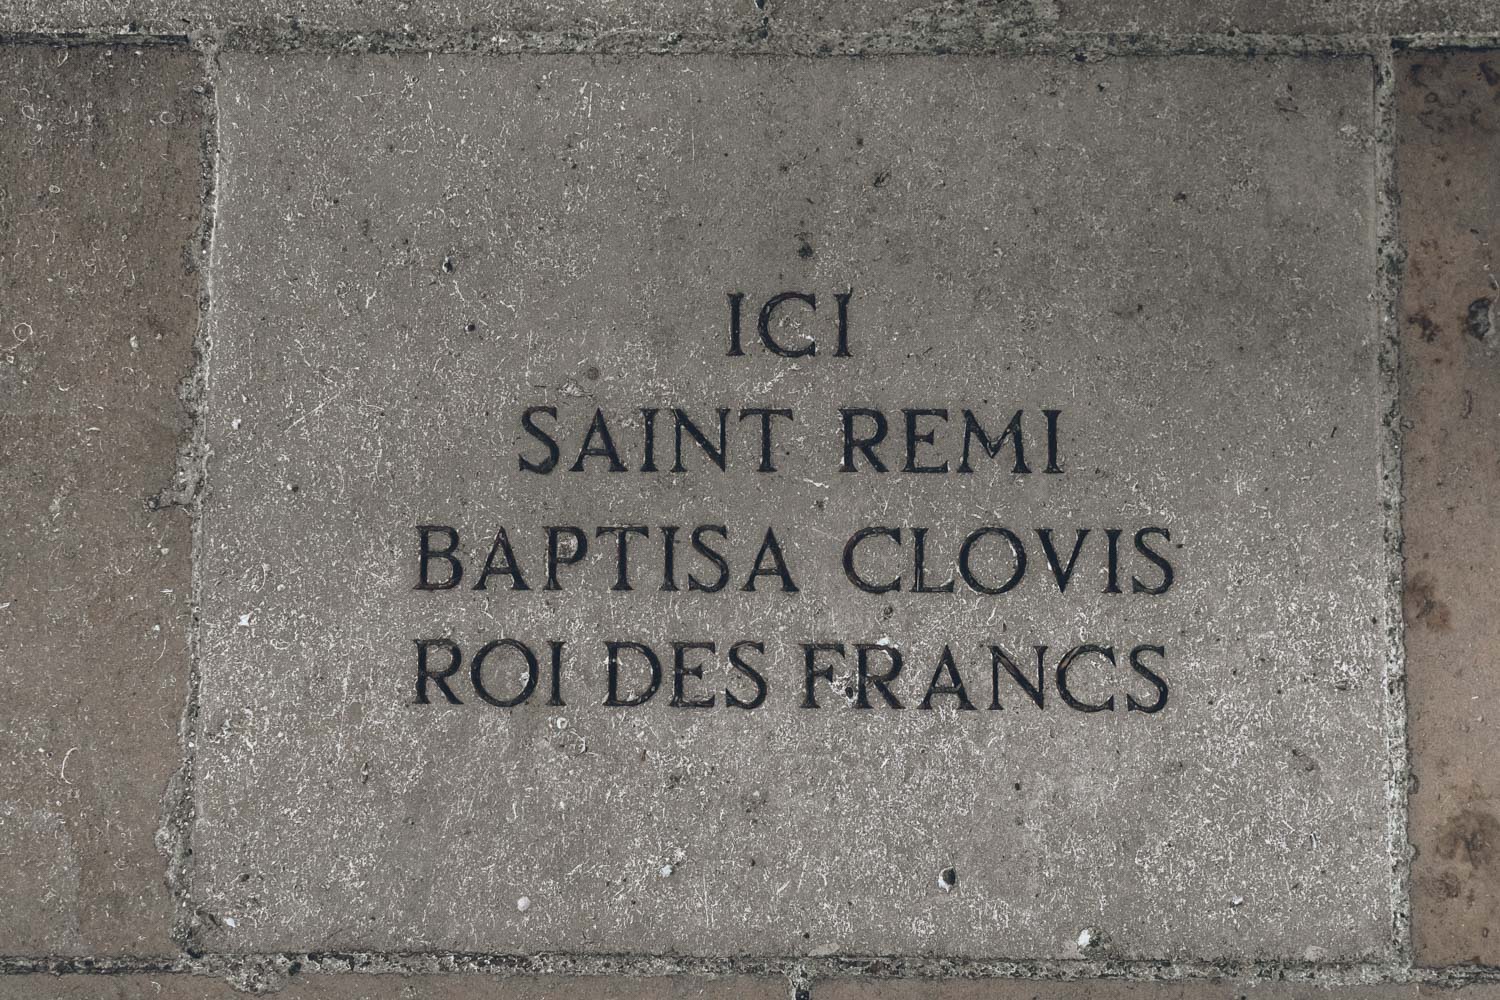 ICI
SAINT REMI
BAPTISA CLOVIS
ROI DES FRANCS